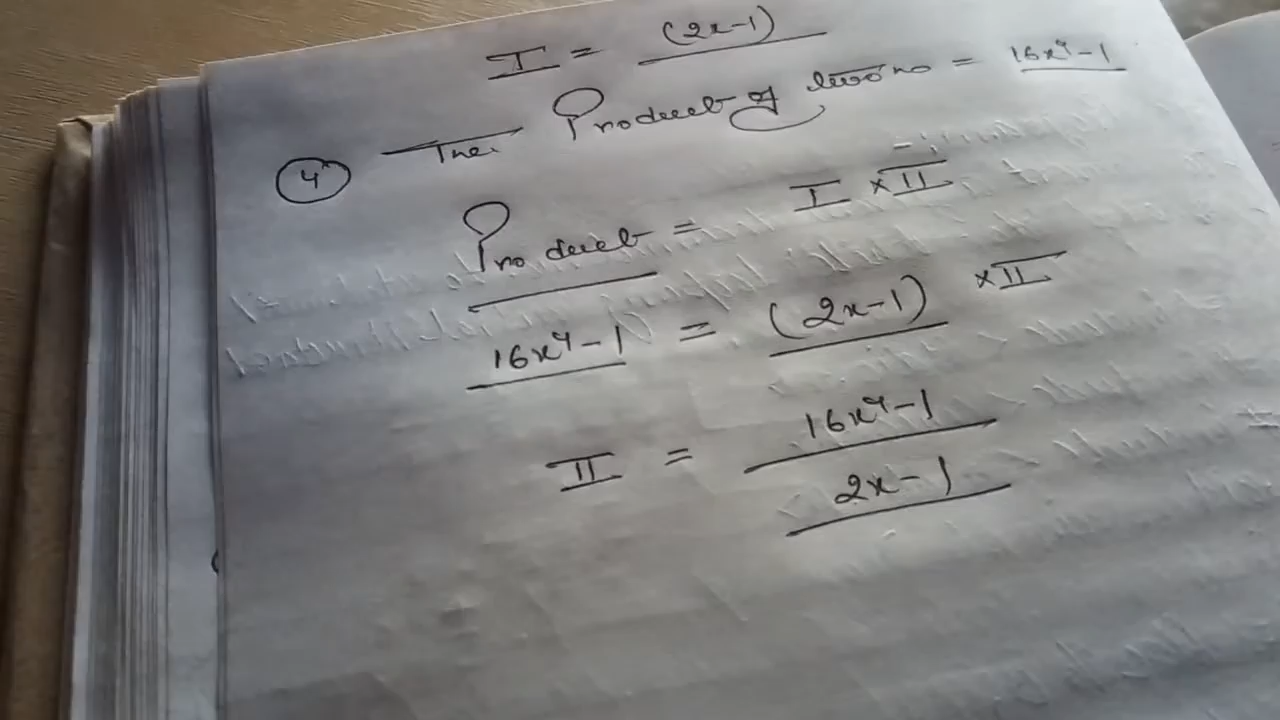 I = (2x-1)
④ The Product of two no = 16x⁴-1
Product = I × II
16x⁴-1 = (2x-1) × II
II = 16x⁴-1
2x-1